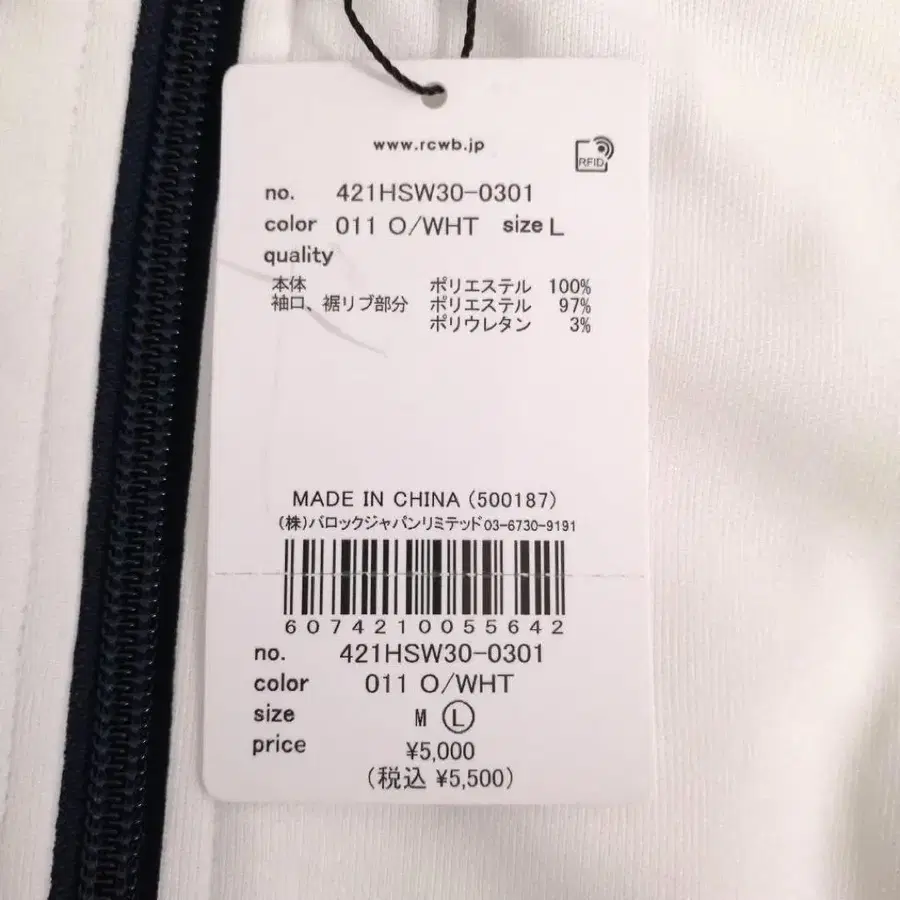 www.rcwb.jp
RFID
no. 421HSW30-0301
color 011 O/WHT size L
quality
本体 ポリエステル 100%
袖口、裾リブ部分 ポリエステル 97%
ポリウレタン 3%
MADE IN CHINA (500187)
(株)バロックジャパンリミテッド03-6730-9191
6074210055642
no. 421HSW30-0301
color 011 O/WHT
size M L
price ¥5,000
(税込 ¥5,500)